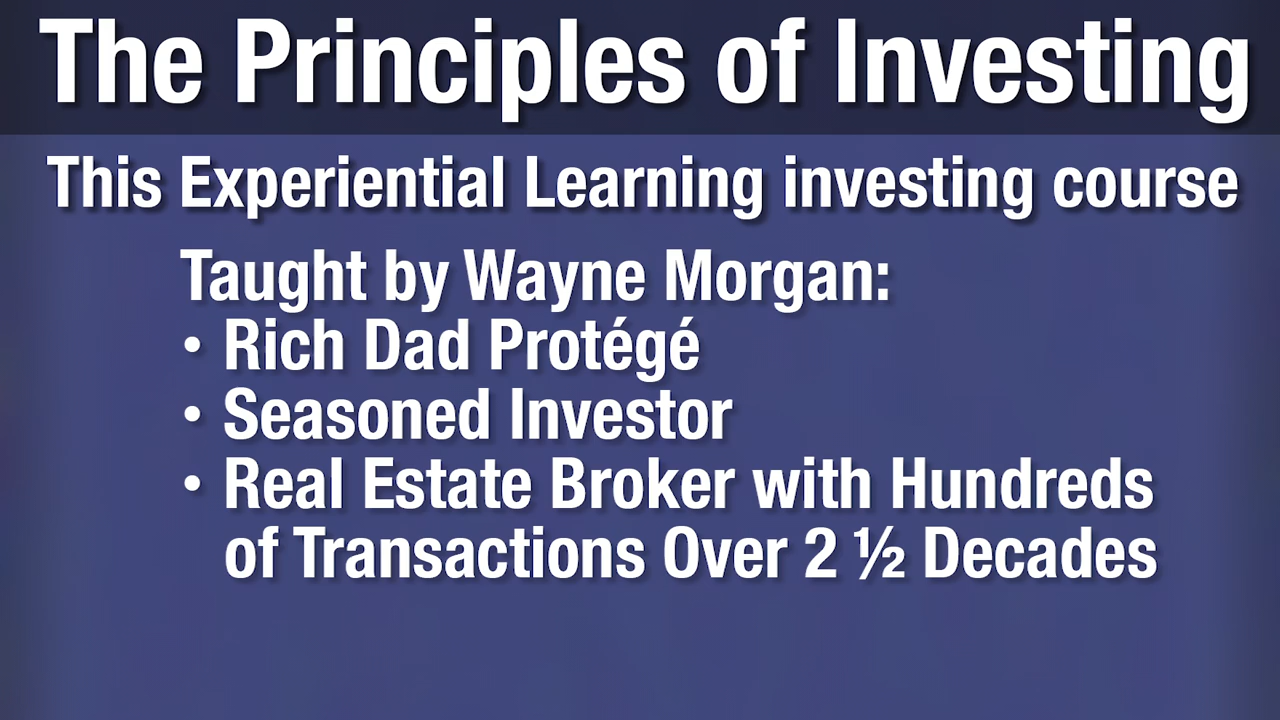 The Principles of Investing
This Experiential Learning investing course
Taught by Wayne Morgan:
• Rich Dad Protégé
• Seasoned Investor
• Real Estate Broker with Hundreds
of Transactions Over 2 ½ Decades